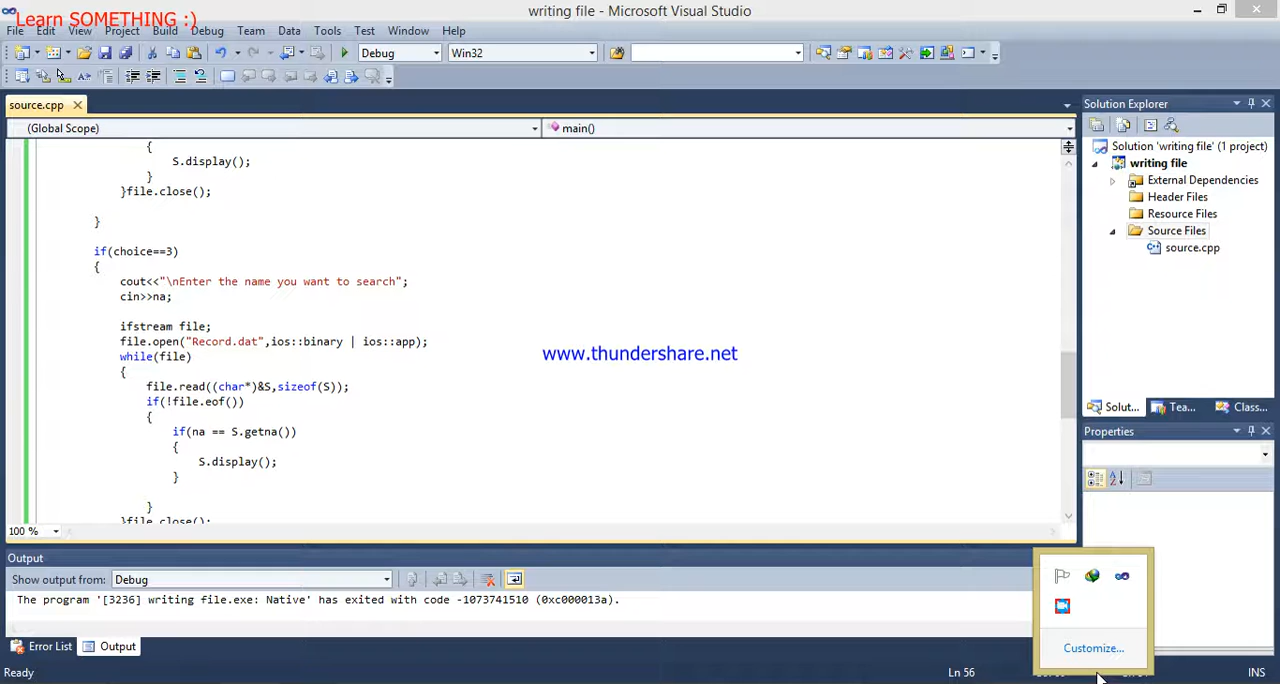 Learn SOMETHING :)
writing file - Microsoft Visual Studio
File Edit View Project Build Debug Team Data Tools Test Window Help
Debug Win32
source.cpp
(Global Scope) main()
{
S.display();
}
}file.close();
}
if(choice==3)
{
cout<<"\nEnter the name you want to search";
cin>>na;
ifstream file;
file.open("Record.dat",ios::binary | ios::app);
while(file)
{
file.read((char*)&S,sizeof(S));
if(!file.eof())
{
if(na == S.getna())
{
S.display();
}
}
}file.close();
www.thundershare.net
100 %
Solution Explorer
Solution 'writing file' (1 project)
writing file
External Dependencies
Header Files
Resource Files
Source Files
source.cpp
Solut... Tea... Class...
Properties
Output
Show output from: Debug
The program '[3236] writing file.exe: Native' has exited with code -1073741510 (0xc000013a).
Customize...
Error List Output
Ready Ln 56 INS